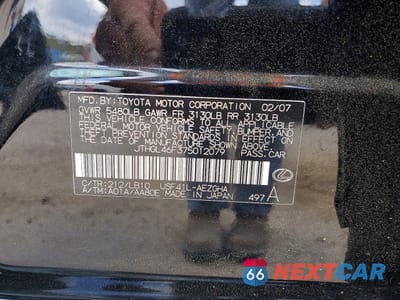 MFD.BY:TOYOTA MOTOR CORPORATION 02/07
GVWR 5480LB GAWR FR 3130LB RR 3130LB
THIS VEHICLE CONFORMS TO ALL APPLICABLE
FEDERAL MOTOR VEHICLE SAFETY, BUMPER, AND
THEFT PREVENTION STANDARDS IN EFFECT ON
THE DATE OF MANUFACTURE SHOWN ABOVE.
JTHGL46F375012079 PASS.CAR
C/TR:212/LB10 USF41L-AEZGHA
A/TM:A01A/AA80E MADE IN JAPAN 497 A
66 NEXTCAR